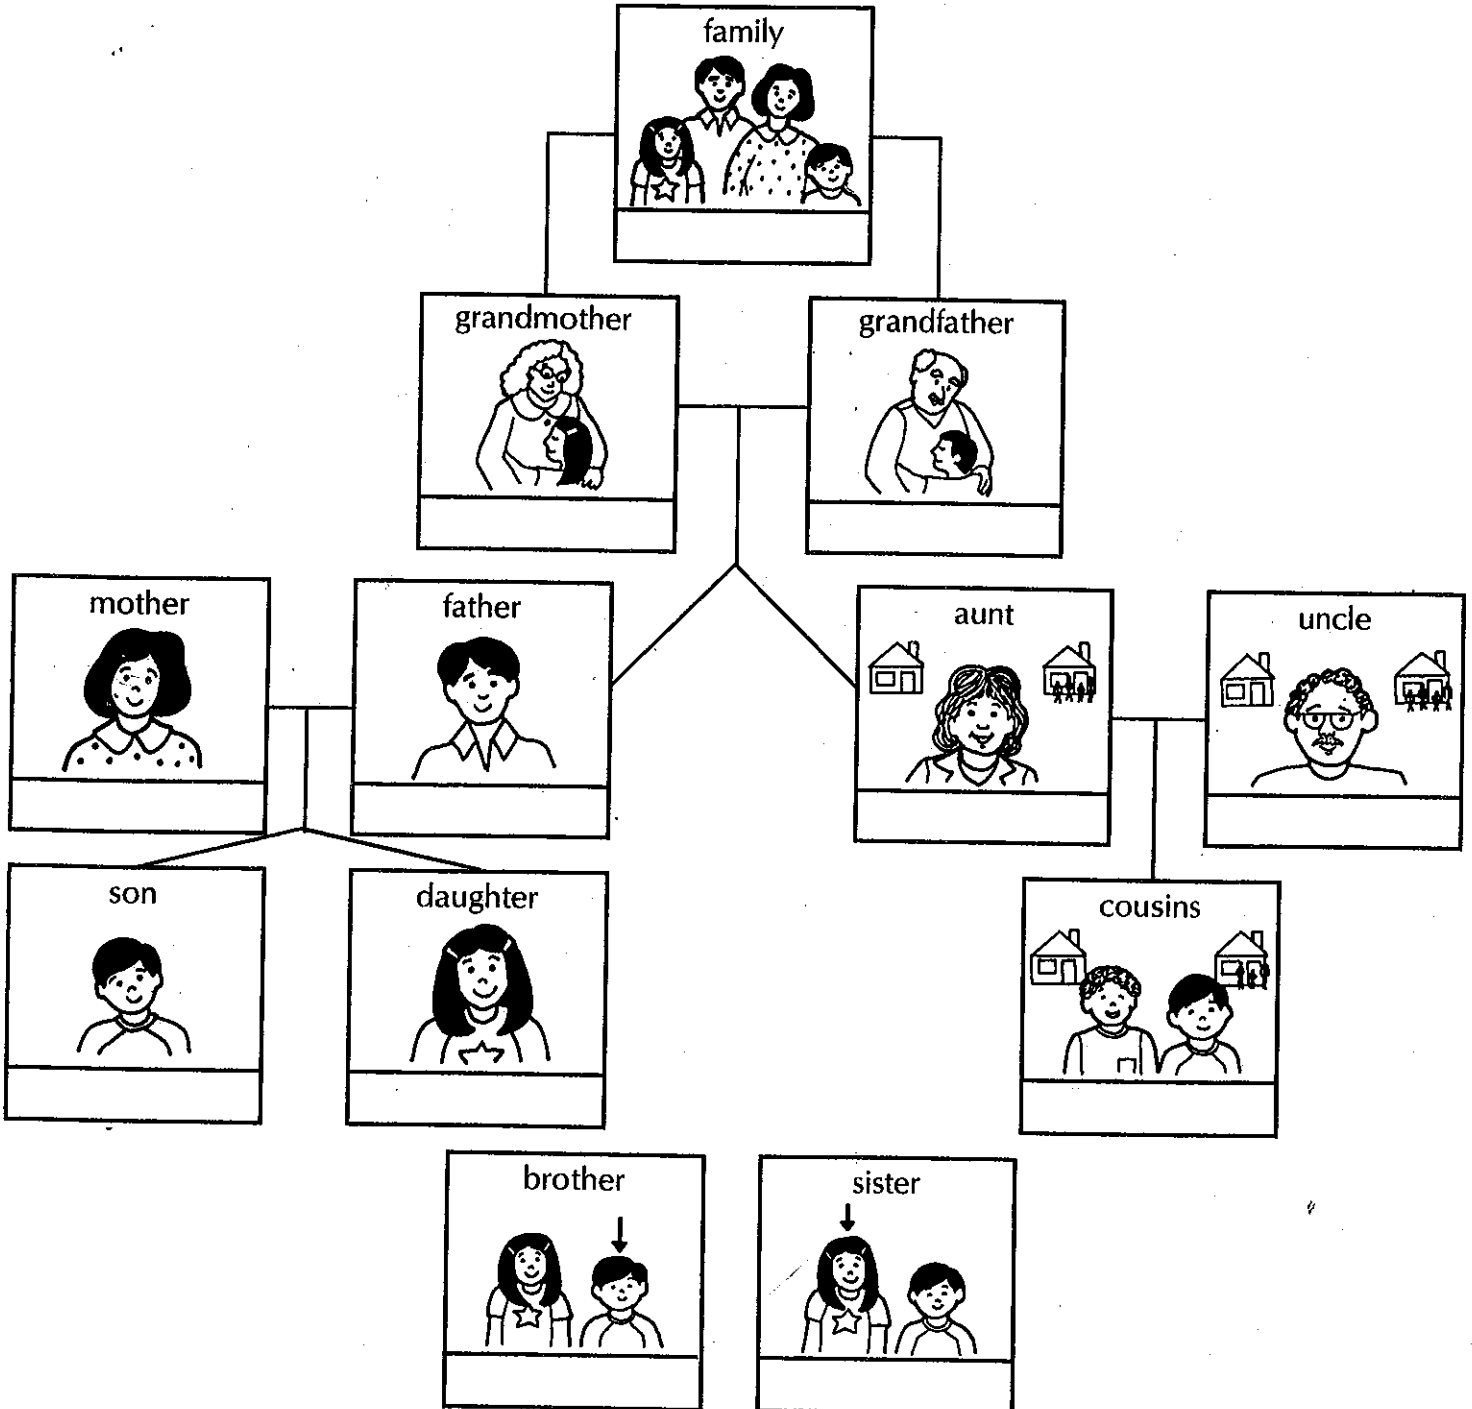 family
grandmother
grandfather
mother
father
aunt
uncle
son
daughter
cousins
brother
sister